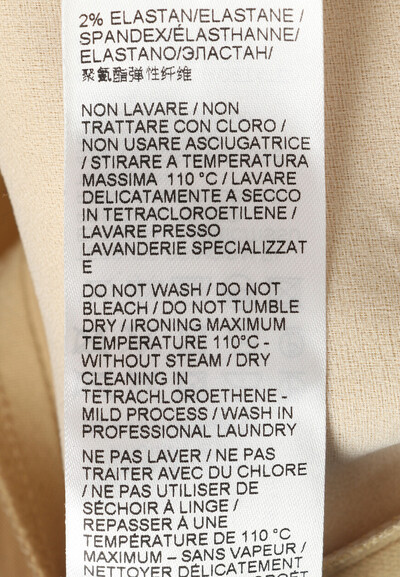 2% ELASTAN/ELASTANE /
SPANDEX/ÉLASTHANNE/
ELASTANO/ЭЛАСТАН/
聚氨酯弹性纤维
NON LAVARE / NON
TRATTARE CON CLORO /
NON USARE ASCIUGATRICE
/ STIRARE A TEMPERATURA
MASSIMA 110 °C / LAVARE
DELICATAMENTE A SECCO
IN TETRACLOROETILENE /
LAVARE PRESSO
LAVANDERIE SPECIALIZZAT
E
DO NOT WASH / DO NOT
BLEACH / DO NOT TUMBLE
DRY / IRONING MAXIMUM
TEMPERATURE 110°C -
WITHOUT STEAM / DRY
CLEANING IN
TETRACHLOROETHENE -
MILD PROCESS / WASH IN
PROFESSIONAL LAUNDRY
NE PAS LAVER / NE PAS
TRAITER AVEC DU CHLORE
/ NE PAS UTILISER DE
SÉCHOIR À LINGE /
REPASSER À UNE
TEMPÉRATURE DE 110 °C
MAXIMUM – SANS VAPEUR /
NETTOYER DÉLICATEMENT